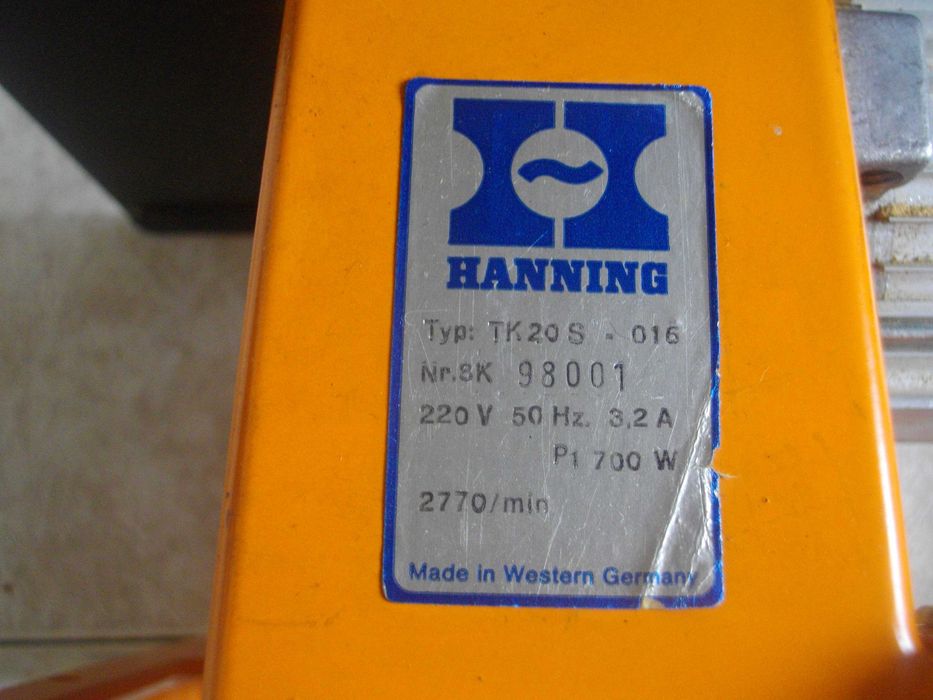 HANNING
Typ: TK20S - 016
Nr.SK 98001
220 V 50 Hz. 3,2 A
P1 700 W
2770/min
Made in Western Germany